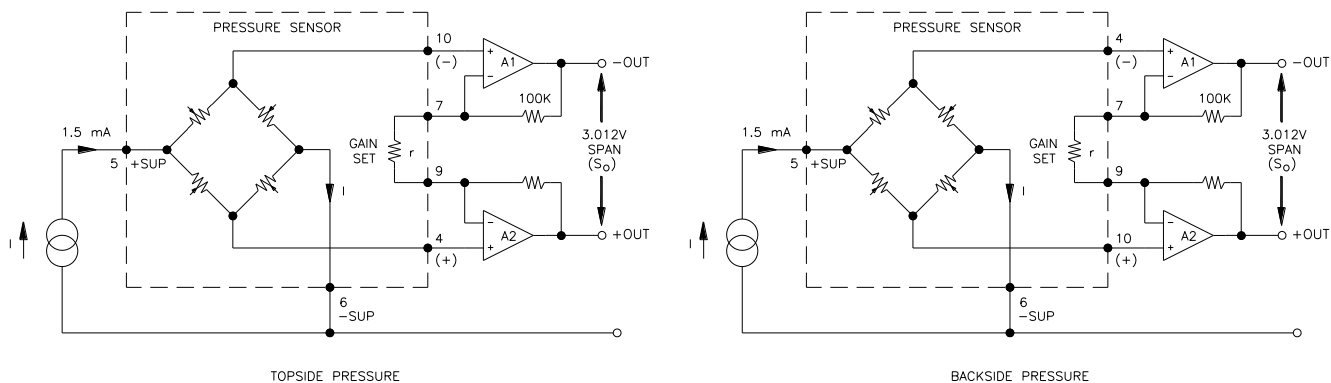 PRESSURE SENSOR
10
(−)
+
A1
−
−OUT
7
100K
1.5 mA
5
+SUP
GAIN
SET
r
3.012V
SPAN
(So)
I
9
I
−
A2
+
+OUT
4
(+)
6
−SUP
TOPSIDE PRESSURE
PRESSURE SENSOR
4
(−)
+
A1
−
−OUT
7
100K
1.5 mA
5
+SUP
GAIN
SET
r
3.012V
SPAN
(So)
I
9
I
−
A2
+
+OUT
10
(+)
6
−SUP
BACKSIDE PRESSURE